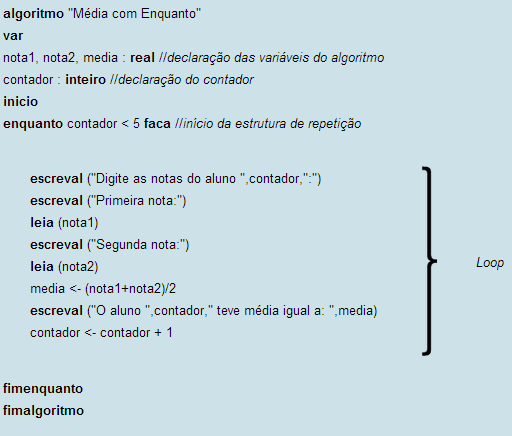 algoritmo "Média com Enquanto"
var
nota1, nota2, media : real //declaração das variáveis do algoritmo
contador : inteiro //declaração do contador
inicio
enquanto contador < 5 faca //início da estrutura de repetição
escreval ("Digite as notas do aluno ",contador,":")
escreval ("Primeira nota:")
leia (nota1)
escreval ("Segunda nota:")
leia (nota2)
media <- (nota1+nota2)/2
escreval ("O aluno ",contador," teve média igual a: ",media)
contador <- contador + 1
Loop
fimenquanto
fimalgoritmo